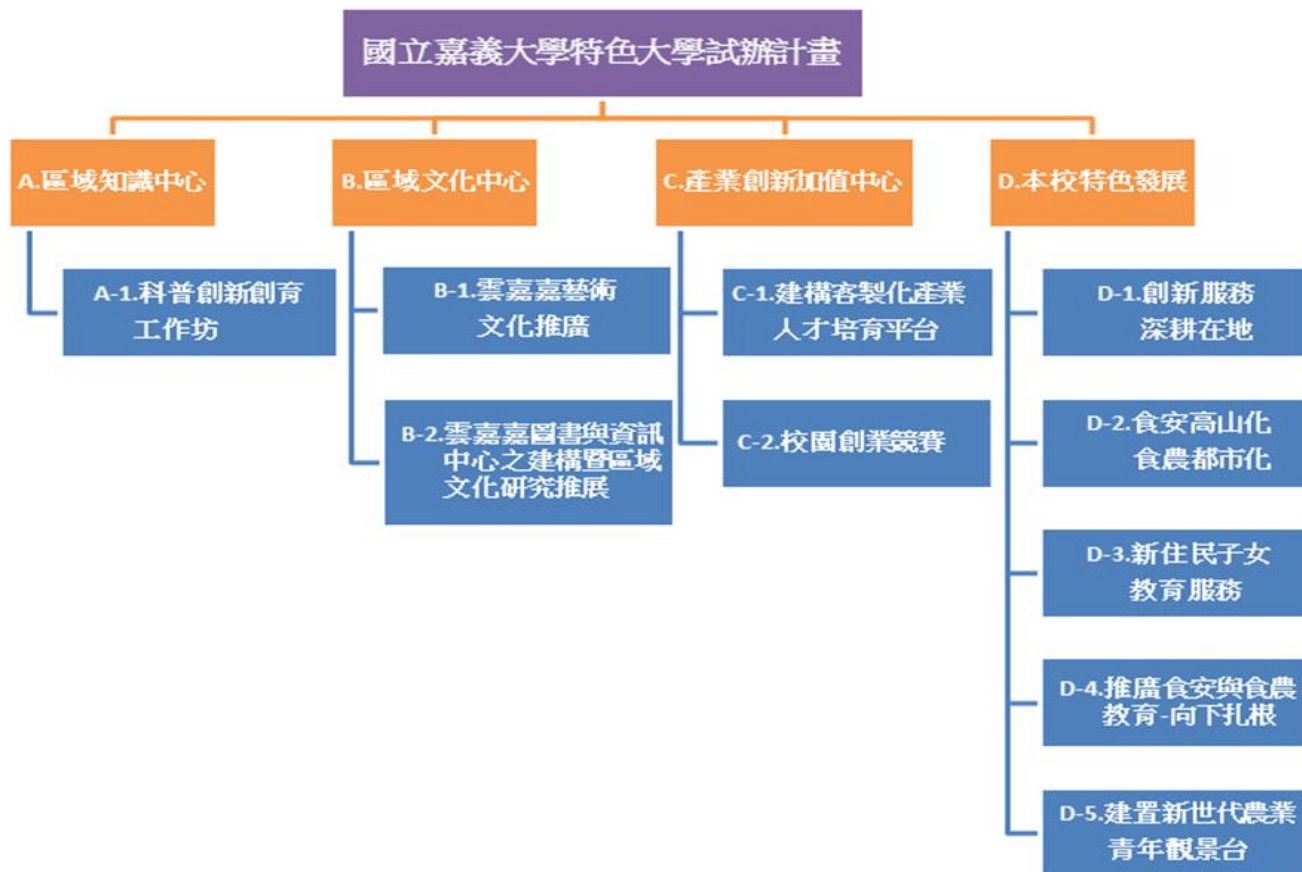 國立嘉義大學特色大學試辦計畫
A.區域知識中心
A-1.科普創新創育
工作坊
B.區域文化中心
B-1.雲嘉嘉藝術
文化推廣
B-2.雲嘉嘉圖書與資訊
中心之建構暨區域
文化研究推展
C.產業創新加值中心
C-1.建構客製化產業
人才培育平台
C-2.校園創業競賽
D.本校特色發展
D-1.創新服務
深耕在地
D-2.食安高山化
食農都市化
D-3.新住民子女
教育服務
D-4.推廣食安與食農
教育-向下扎根
D-5.建置新世代農業
青年觀景台